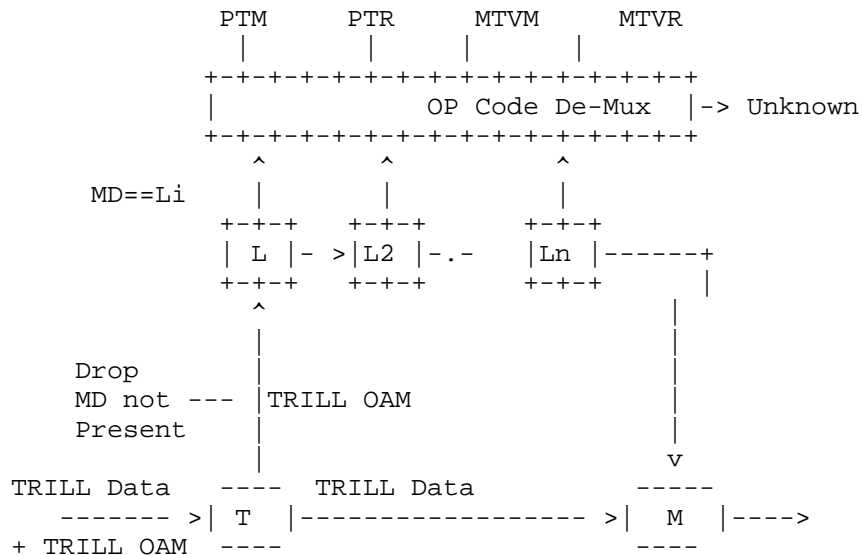 PTM PTR MTVM MTVR
| | | |
+-+-+-+-+-+-+-+-+-+-+-+-+-+-+-+-+
| OP Code De-Mux |-> Unknown
+-+-+-+-+-+-+-+-+-+-+-+-+-+-+-+-+
^ ^ ^
MD==Li | | |
+-+-+ +-+-+ +-+-+
| L |- >|L2 |-.- |Ln |------+
+-+-+ +-+-+ +-+-+ |
^ |
| |
Drop | |
MD not --- |TRILL OAM |
Present | |
| v
TRILL Data ---- TRILL Data -----
------- >| T |----------------- >| M |---->
+ TRILL OAM ---- ----